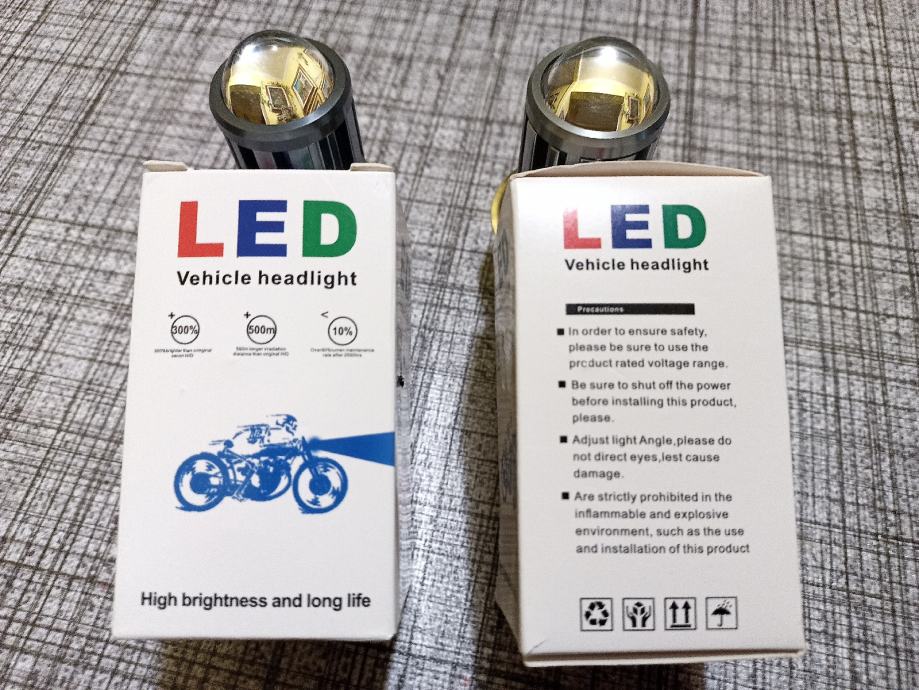 LED
Vehicle headlight
+ + <
300% 500m 10%
LED
Vehicle headlight
Precautions
In order to ensure safety,
please be sure to use the
product rated voltage range.
Be sure to shut off the power
before installing this product,
please.
Adjust light Angle,please do
not direct eyes,lest cause
damage.
Are strictly prohibited in the
inflammable and explosive
environment, such as the use
and installation of this product
High brightness and long life